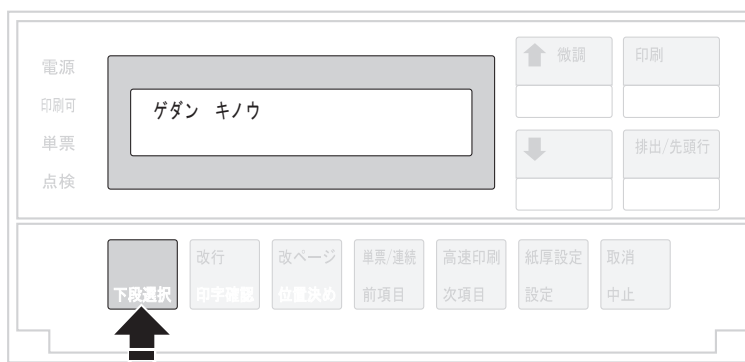 電源
印刷可
単票
点検
ゲダン キノウ
微調
印刷
排出/先頭行
下段選択
改行
印字確認
改ページ
位置決め
単票/連続
前項目
高速印刷
次項目
紙厚設定
設定
取消
中止